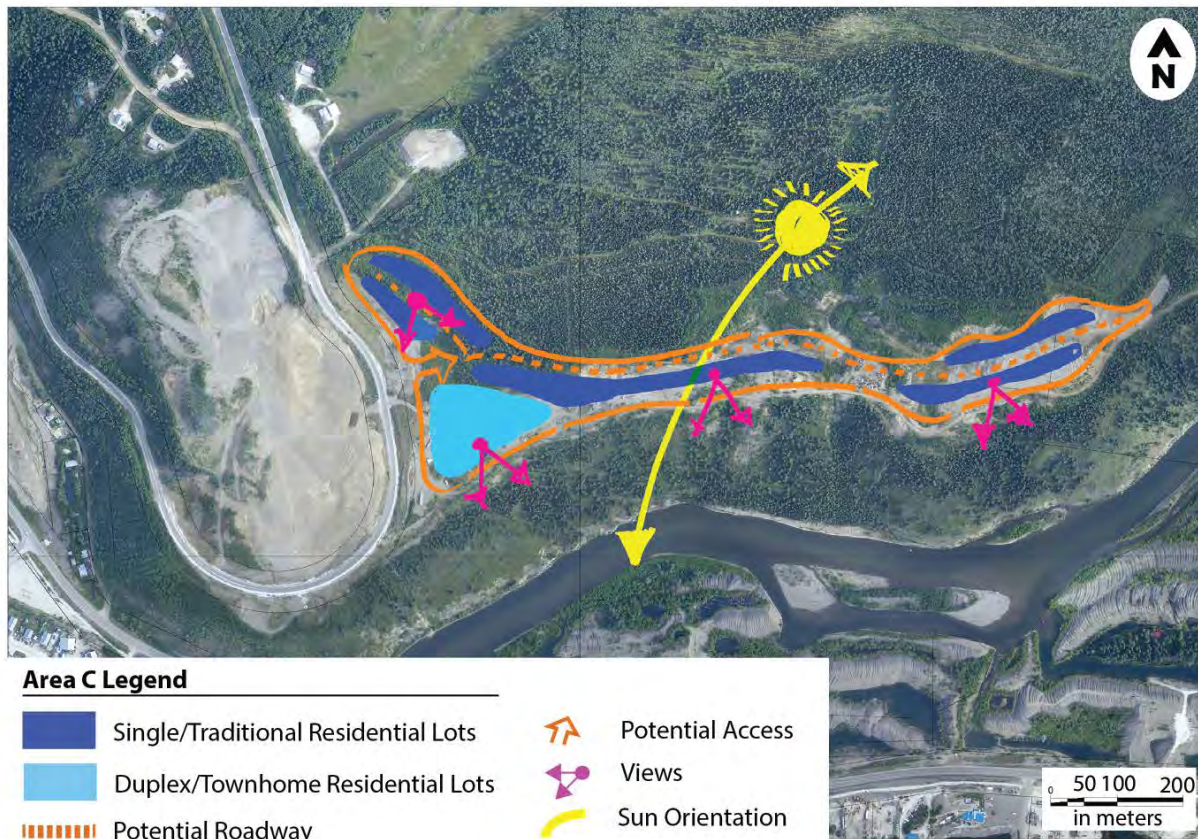 N
Area C Legend
Single/Traditional Residential Lots
Duplex/Townhome Residential Lots
Potential Roadway
Potential Access
Views
Sun Orientation
0 50 100 200
in meters